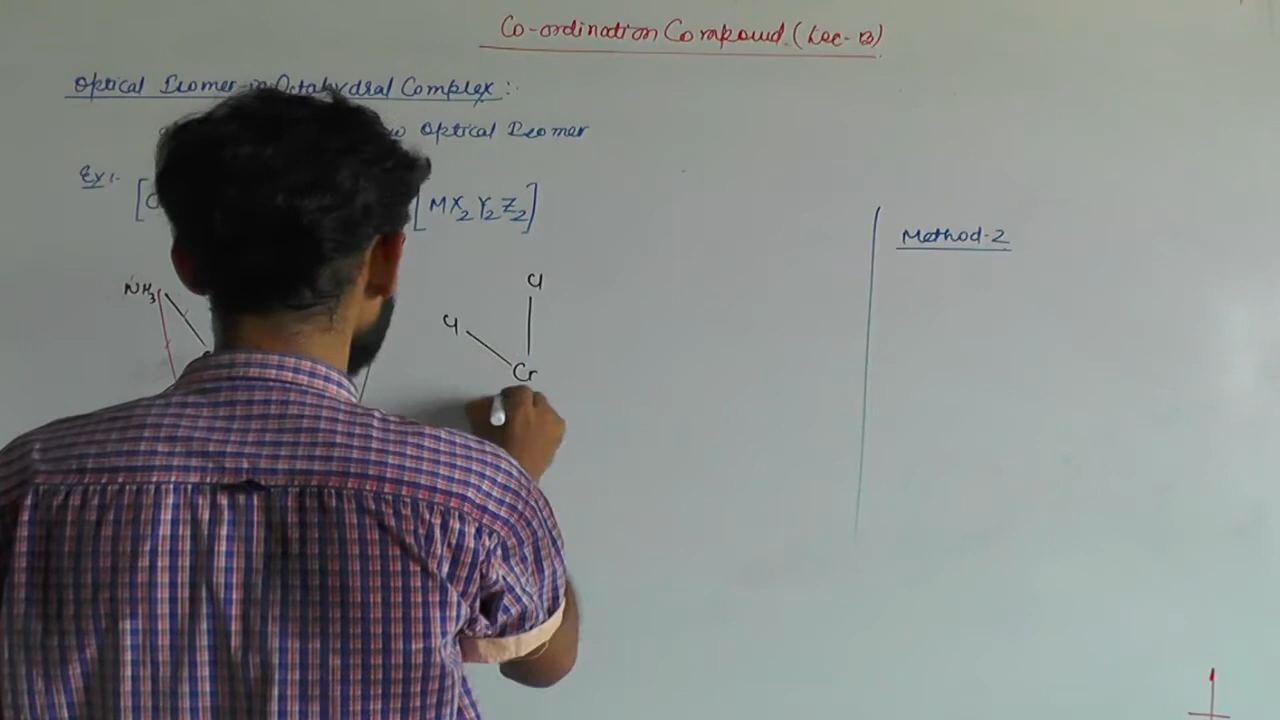 Co-ordination Compound. (Lec-13)
Optical Isomer in Octahydral Complex :-
Optical Isomer
Ex:-
[MX2Y2Z2]
Method-2
NH3
Cl
Cl
Cr